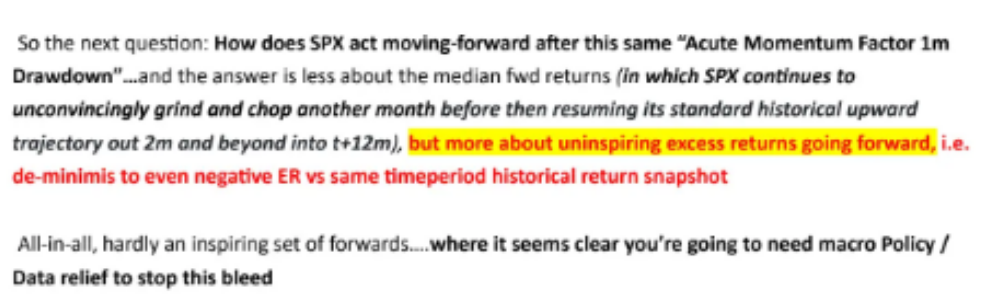 So the next question: How does SPX act moving-forward after this same “Acute Momentum Factor 1m
Drawdown”...and the answer is less about the median fwd returns (in which SPX continues to
unconvincingly grind and chop another month before then resuming its standard historical upward
trajectory out 2m and beyond into t+12m), but more about uninspiring excess returns going forward, i.e.
de-minimis to even negative ER vs same timeperiod historical return snapshot
All-in-all, hardly an inspiring set of forwards....where it seems clear you’re going to need macro Policy /
Data relief to stop this bleed